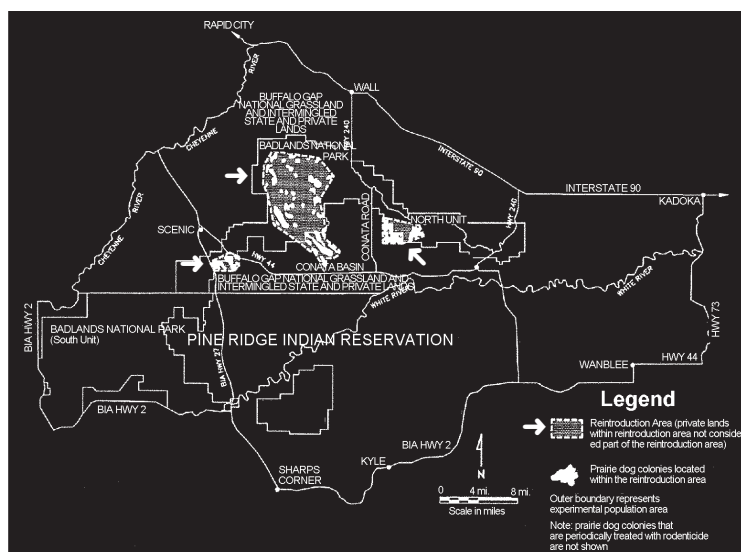 RAPID CITY
RIVER
WALL
BUFFALO GAP
NATIONAL GRASSLAND
AND INTERMINGLED
STATE AND PRIVATE
LANDS
HWY 240
CHEYENNE
BADLANDS NATIONAL
PARK
INTERSTATE 90
INTERSTATE 90
KADOKA
RIVER
SCENIC
CONATA ROAD
NORTH UNIT
HWY 240
CHEYENNE
HWY 44
CONATA BASIN
BUFFALO GAP NATIONAL GRASSLAND AND
INTERMINGLED STATE AND PRIVATE LANDS
WHITE RIVER
WHITE RIVER
BIA HWY 2
BADLANDS NATIONAL PARK
(South Unit)
PINE RIDGE INDIAN RESERVATION
HWY 73
BIA HWY 27
WANBLEE
HWY 44
BIA HWY 2
BIA HWY 2
KYLE
SHARPS
CORNER
N
0 4 mi. 8 mi.
Scale in miles
Legend
Reintroduction Area (private lands
within reintroduction area not consider-
ed part of the reintroduction area)
Prairie dog colonies located
within the reintroduction area
Outer boundary represents
experimental population area
Note: prairie dog colonies that
are periodically treated with rodenticide
are not shown